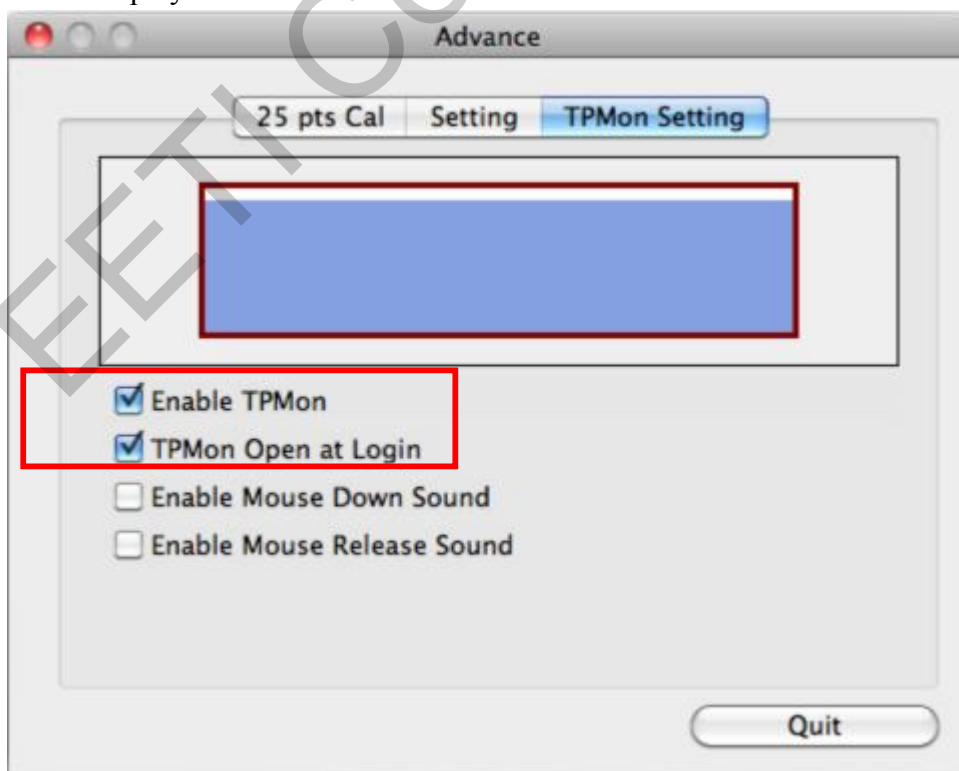 Advance
25 pts Cal Setting TPMon Setting
Enable TPMon
TPMon Open at Login
Enable Mouse Down Sound
Enable Mouse Release Sound
Quit
EETI